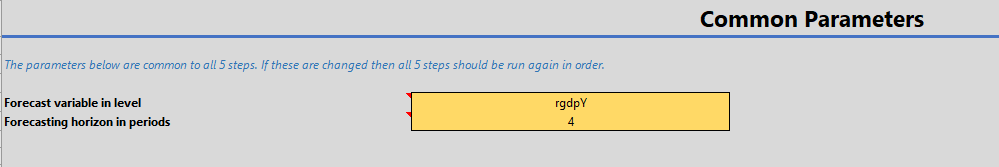 Common Parameters
The parameters below are common to all 5 steps. If these are changed then all 5 steps should be run again in order.
Forecast variable in level rgdpY
Forecasting horizon in periods 4